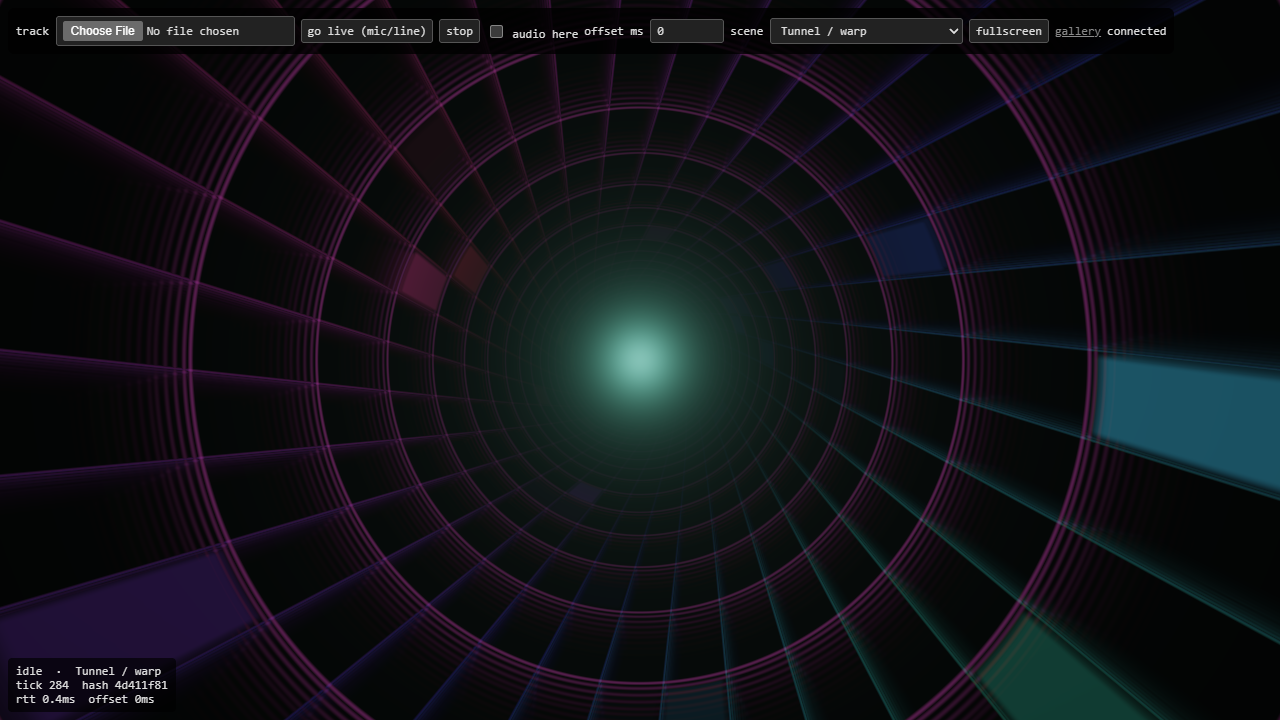 track Choose File No file chosen go live (mic/line) stop audio here offset ms 0 scene Tunnel / warp fullscreen gallery connected
idle · Tunnel / warp
tick 284 hash 4d411f81
rtt 0.4ms offset 0ms